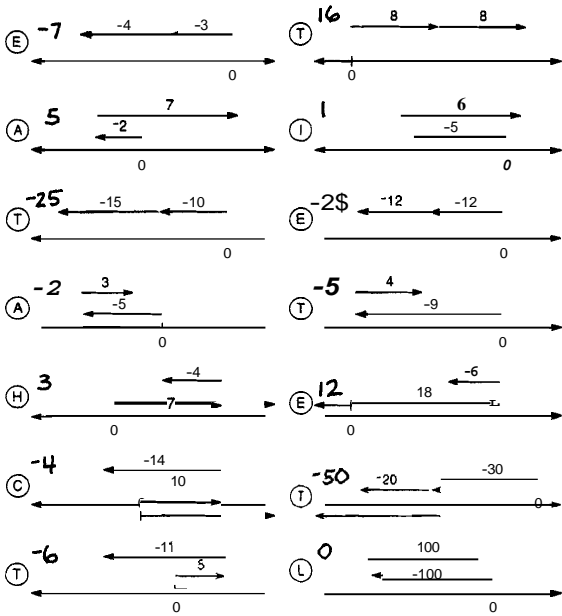 E -7 -4 -3
0
T 16 8 8
0
A 5 7
-2
0
I 1 6
-5
0
T -25 -15 -10
0
E -2$ -12 -12
0
A -2 3
-5
0
T -5 4
-9
0
H 3 -4
7
0
E 12 -6
18
0
C -4 -14
10
T -50 -30
-20
0
T -6 -11
5
0
L 0 100
-100
0